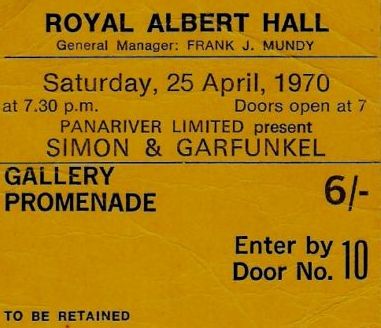 ROYAL ALBERT HALL
General Manager: FRANK J. MUNDY
Saturday, 25 April, 1970
at 7.30 p.m. Doors open at 7
PANARIVER LIMITED present
SIMON & GARFUNKEL
GALLERY
PROMENADE 6/-
Enter by
Door No. 10
TO BE RETAINED